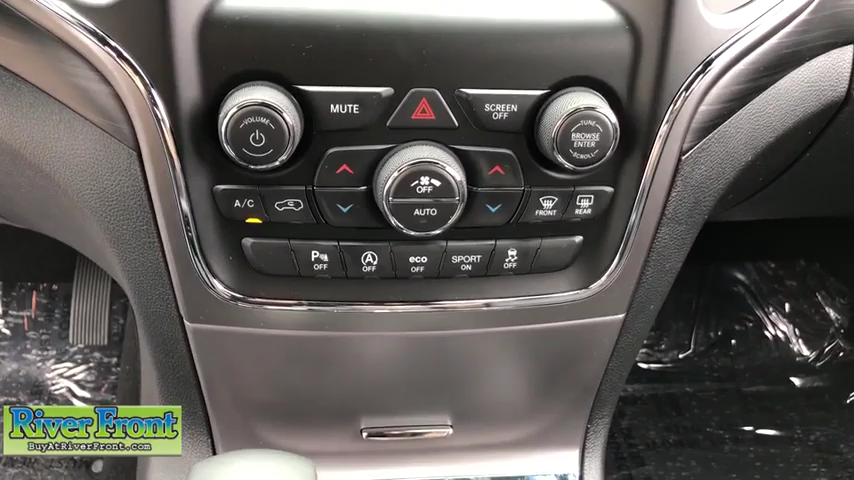 VOLUME
MUTE
SCREEN
OFF
TUNE
BROWSE
ENTER
SCROLL
OFF
AUTO
A/C
FRONT
REAR
P
OFF
A
OFF
eco
OFF
SPORT
ON
OFF
River Front
BuyAtRiverFront.com